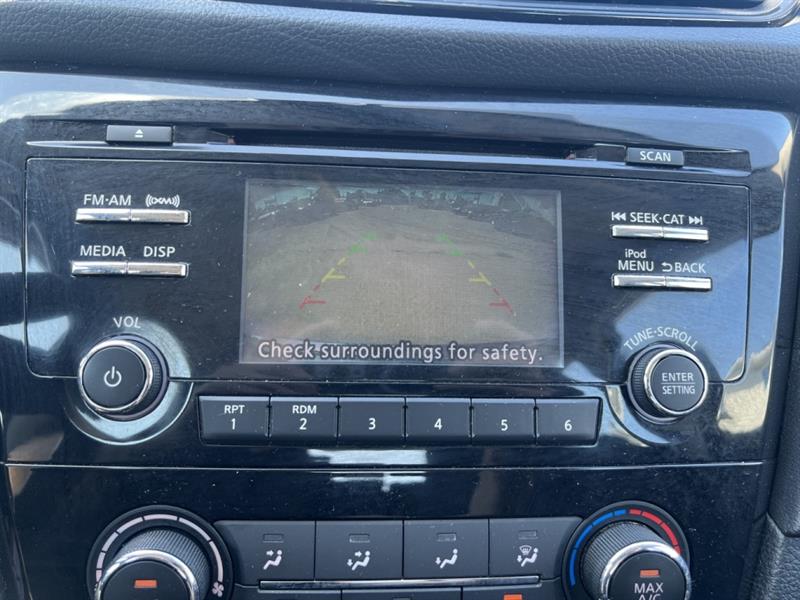 SCAN
FM·AM ((XM))
SEEK·CAT
MEDIA DISP
iPod
MENU BACK
VOL
TUNE·SCROLL
Check surroundings for safety.
ENTER
SETTING
RPT
1
RDM
2
3
4
5
6
MAX
A/C